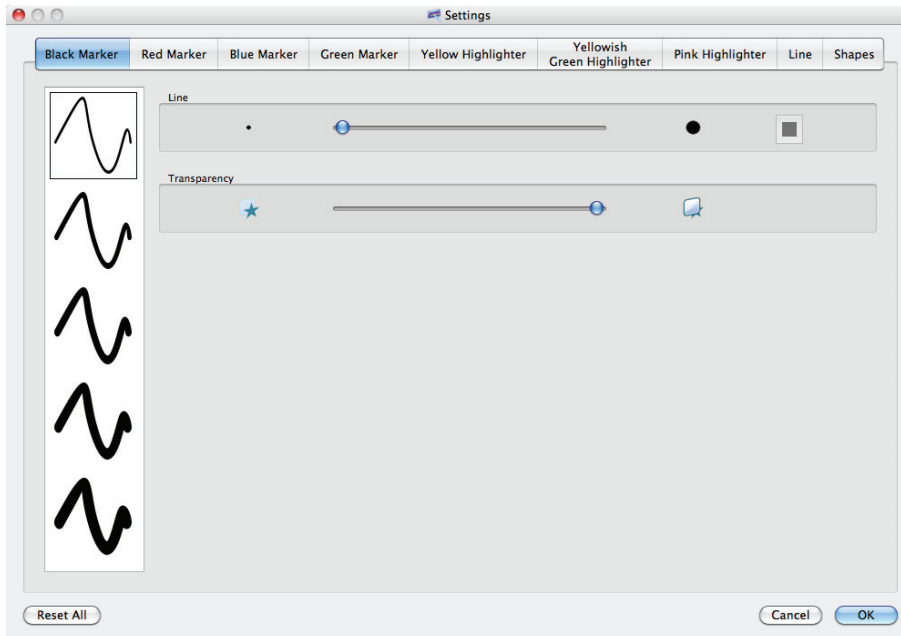 Settings
Black Marker Red Marker Blue Marker Green Marker Yellow Highlighter Yellowish Green Highlighter Pink Highlighter Line Shapes
Line
Transparency
Reset All Cancel OK